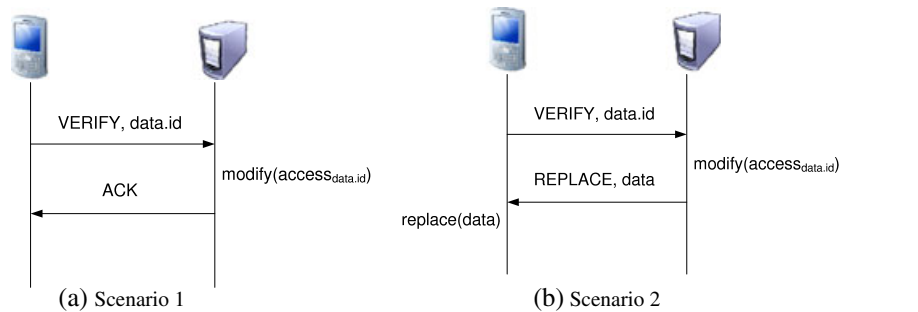 VERIFY, data.id
modify(access_data.id)
ACK
(a) Scenario 1
VERIFY, data.id
modify(access_data.id)
REPLACE, data
replace(data)
(b) Scenario 2